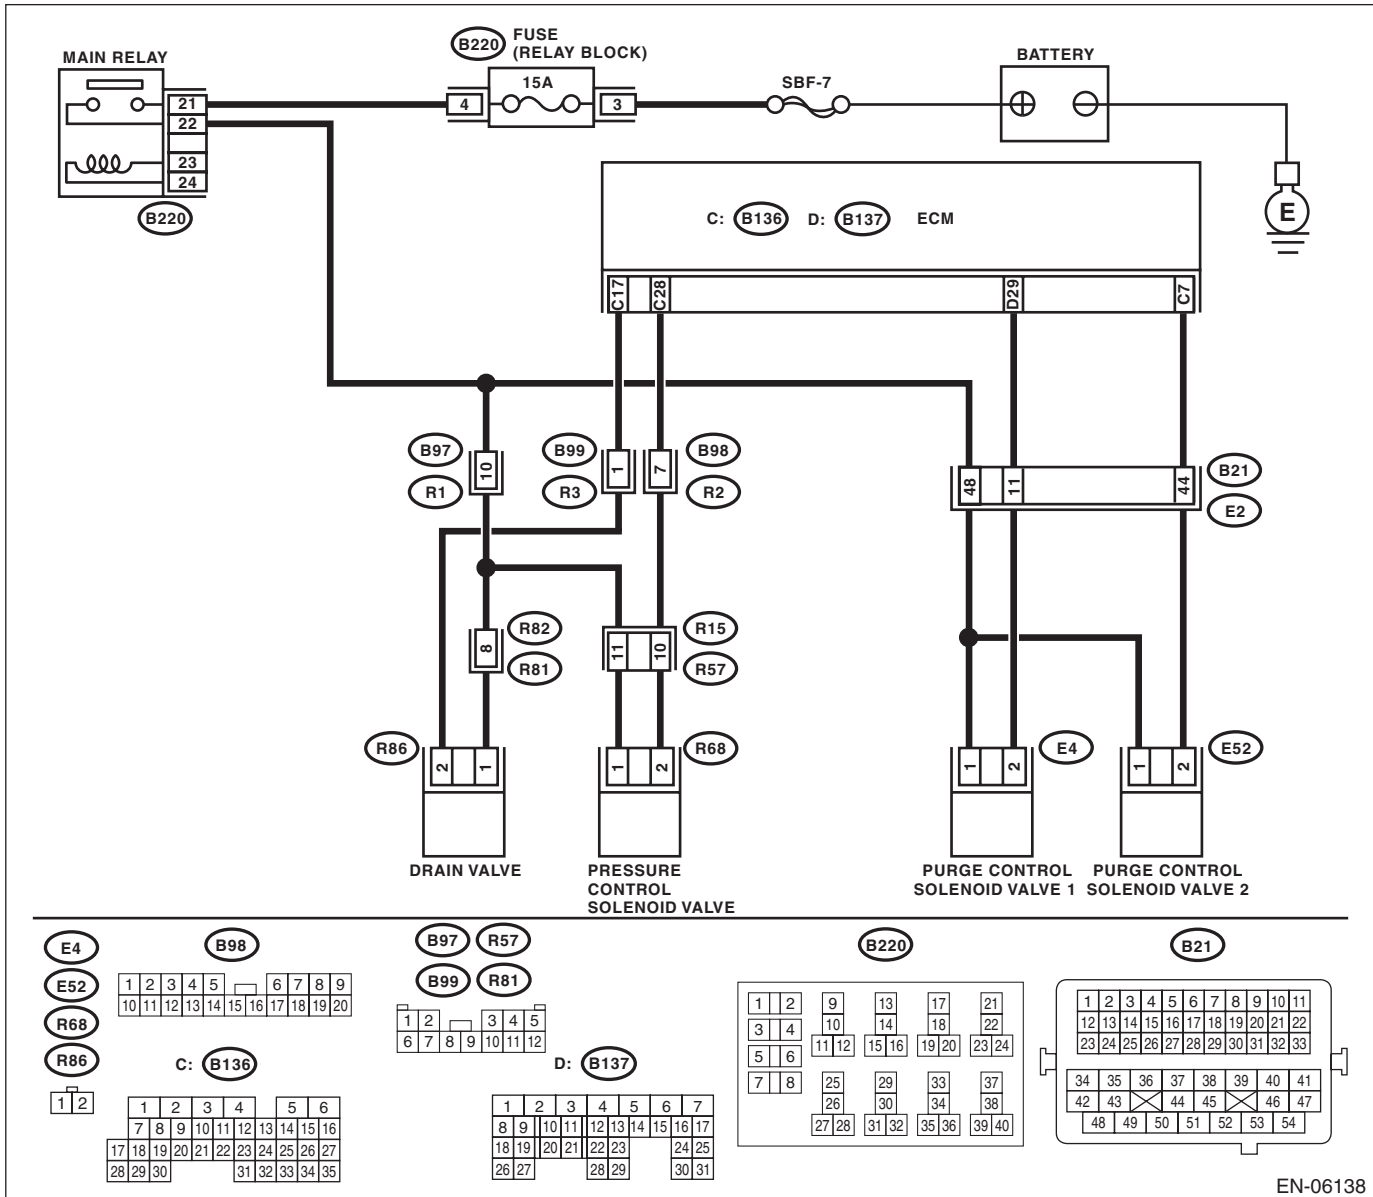 B220 FUSE
(RELAY BLOCK)
MAIN RELAY
15A
SBF-7
BATTERY
21
22
23
24
4
3
B220
E
C: B136 D: B137 ECM
C17
C28
D29
C7
B97
R1
10
B99
R3
1
7
B98
R2
48
11
44
B21
E2
8
R82
R81
11
10
R15
R57
R86
2
1
1
2
R68
1
2
E4
1
2
E52
DRAIN VALVE
PRESSURE
CONTROL
SOLENOID VALVE
PURGE CONTROL
SOLENOID VALVE 1
PURGE CONTROL
SOLENOID VALVE 2
E4
E52
R68
R86
1 2
B98
1 2 3 4 5 6 7 8 9
10 11 12 13 14 15 16 17 18 19 20
C: B136
1 2 3 4 5 6
7 8 9 10 11 12 13 14 15 16
17 18 19 20 21 22 23 24 25 26 27
28 29 30 31 32 33 34 35
B97 R57
B99 R81
1 2 3 4 5
6 7 8 9 10 11 12
D: B137
1 2 3 4 5 6 7
8 9 10 11 12 13 14 15 16 17
18 19 20 21 22 23 24 25
26 27 28 29 30 31
B220
1 2 9 13 17 21
3 4 10 14 18 22
5 6 11 12 15 16 19 20 23 24
7 8 25 29 33 37
26 30 34 38
27 28 31 32 35 36 39 40
B21
1 2 3 4 5 6 7 8 9 10 11
12 13 14 15 16 17 18 19 20 21 22
23 24 25 26 27 28 29 30 31 32 33
34 35 36 37 38 39 40 41
42 43 44 45 46 47
48 49 50 51 52 53 54
EN-06138